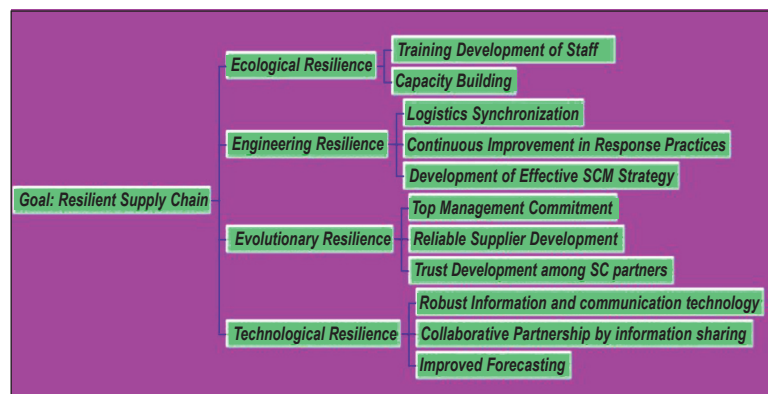 Goal: Resilient Supply Chain
Ecological Resilience
Training Development of Staff
Capacity Building
Engineering Resilience
Logistics Synchronization
Continuous Improvement in Response Practices
Development of Effective SCM Strategy
Evolutionary Resilience
Top Management Commitment
Reliable Supplier Development
Trust Development among SC partners
Technological Resilience
Robust Information and communication technology
Collaborative Partnership by information sharing
Improved Forecasting